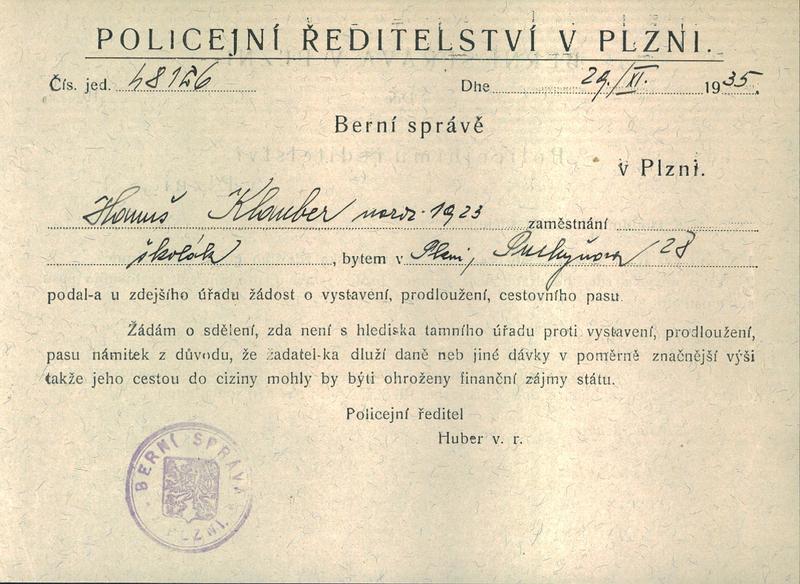 POLICEJNÍ ŘEDITELSTVÍ V PLZNI.
Čís. jed. 48126 Dne 29./XI. 1935.
Berní správě
v Plzni.
Hanuš Klauber naroz. 1923 zaměstnání
školák, bytem v Plzni, Purkyňova 28
podal-a u zdejšího úřadu žádost o vystavení, prodloužení, cestovního pasu.
Žádám o sdělení, zda není s hlediska tamního úřadu proti vystavení, prodloužení,
pasu námitek z důvodu, že žadatel-ka dluží daně neb jiné dávky v poměrně značnější výši
takže jeho cestou do ciziny mohly by býti ohroženy finanční zájmy státu.
Policejní ředitel
Huber v. r.
BERNÍ SPRÁVA
V PLZNI.